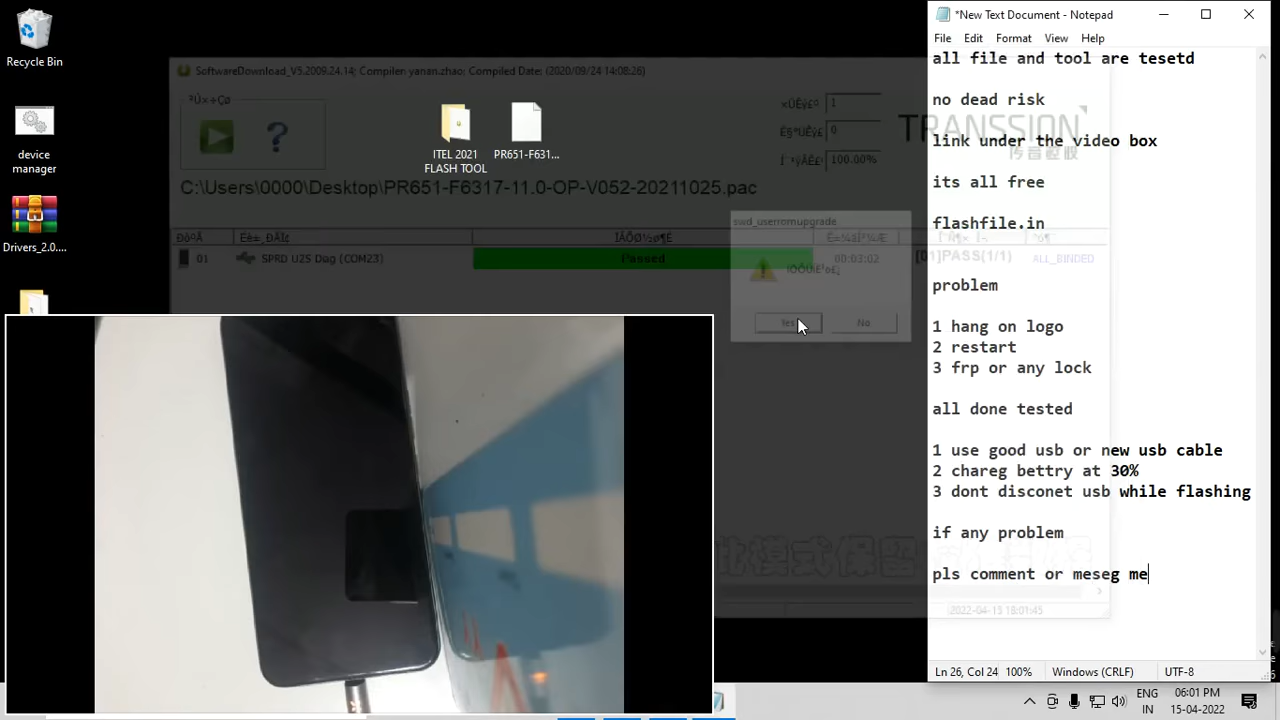 Recycle Bin
device
manager
Drivers_2.0....
SoftwareDownload_V5.2009.24.14; Compiler: yanan.zhao; Compiled Date: (2020/09/24 14:08:26)
?
1
0
100.00%
ITEL 2021
FLASH TOOL
PR651-F631...
C:\Users\0000\Desktop\PR651-F6317-11.0-OP-V052-20211025.pac
01
SPRD U2S Diag (COM23)
Passed
00:03:02
[01]PASS(1/1)
ALL_BINDED
swd_userromupgrade
Yes
No
TRANSSION
传音控股
2022-04-15 18:01:45
*New Text Document - Notepad
File Edit Format View Help
all file and tool are tesetd
no dead risk
link under the video box
its all free
flashfile.in
problem
1 hang on logo
2 restart
3 frp or any lock
all done tested
1 use good usb or new usb cable
2 chareg bettry at 30%
3 dont disconet usb while flashing
if any problem
pls comment or meseg me
Ln 26, Col 24 100% Windows (CRLF) UTF-8
ENG
IN
06:01 PM
15-04-2022